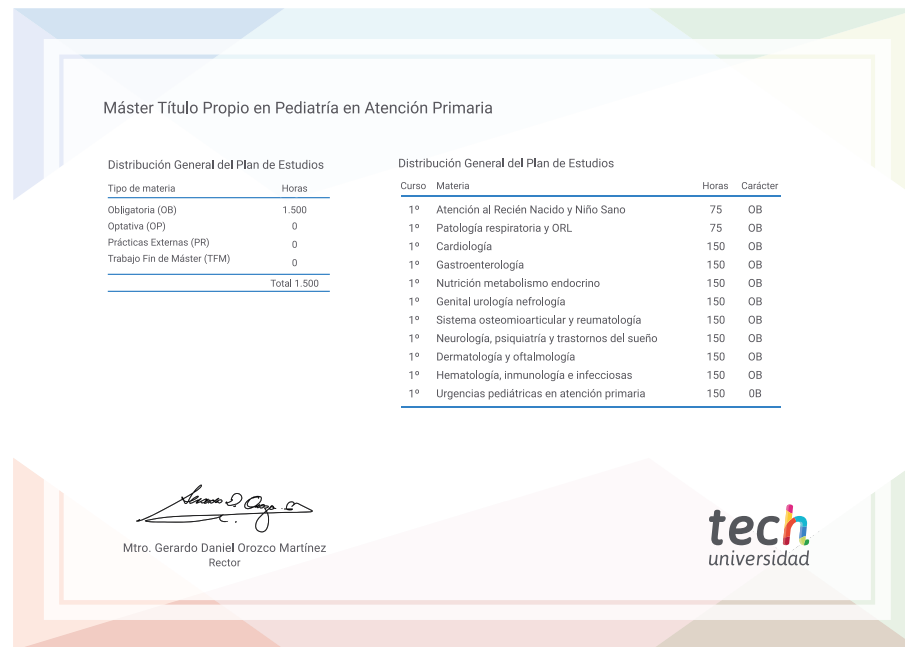 Máster Título Propio en Pediatría en Atención Primaria
Distribución General del Plan de Estudios
Tipo de materia Horas
Obligatoria (OB) 1.500
Optativa (OP) 0
Prácticas Externas (PR) 0
Trabajo Fin de Máster (TFM) 0
Total 1.500
Distribución General del Plan de Estudios
Curso Materia Horas Carácter
1º Atención al Recién Nacido y Niño Sano 75 OB
1º Patología respiratoria y ORL 75 OB
1º Cardiología 150 OB
1º Gastroenterología 150 OB
1º Nutrición metabolismo endocrino 150 OB
1º Genital urología nefrología 150 OB
1º Sistema osteomioarticular y reumatología 150 OB
1º Neurología, psiquiatría y trastornos del sueño 150 OB
1º Dermatología y oftalmología 150 OB
1º Hematología, inmunología e infecciosas 150 OB
1º Urgencias pediátricas en atención primaria 150 0B
Mtro. Gerardo Daniel Orozco Martínez
Rector
tech
universidad